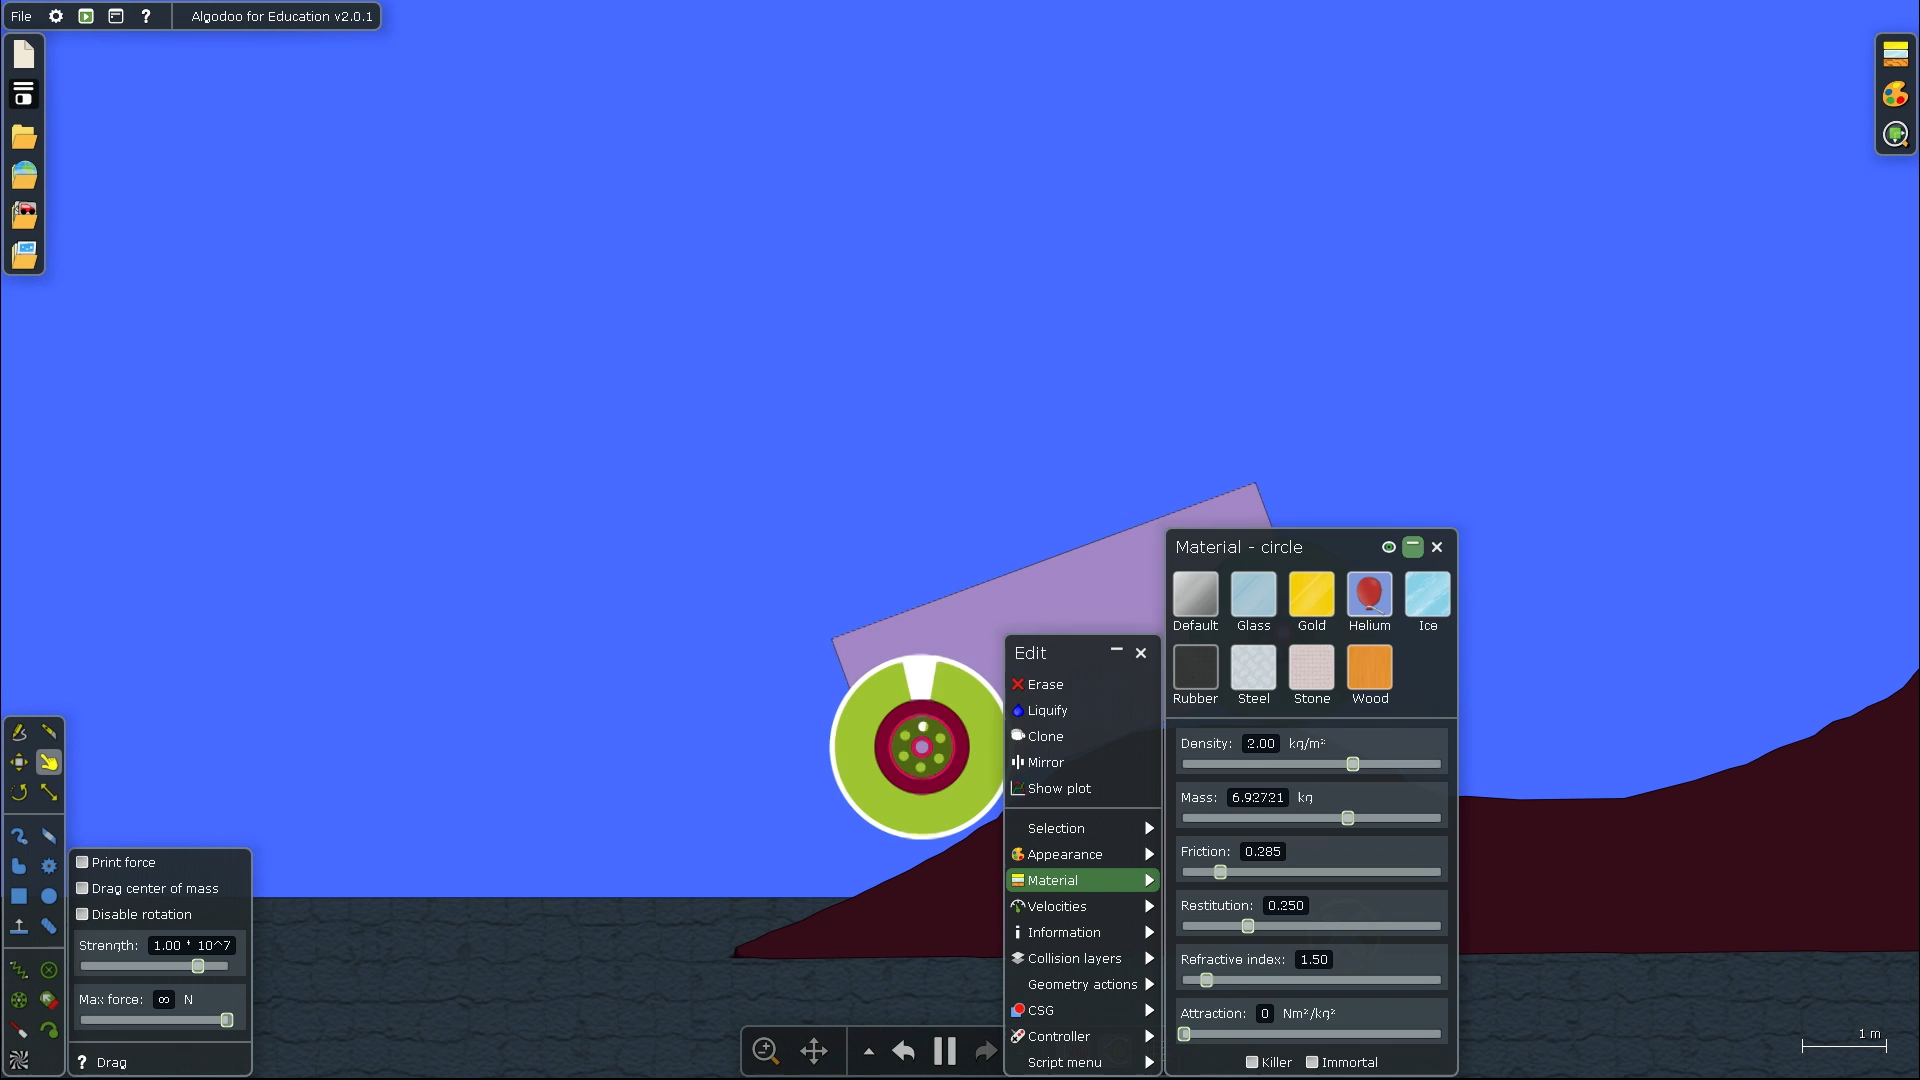 File ? Algodoo for Education v2.0.1
Material - circle
Default Glass Gold Helium Ice
Rubber Steel Stone Wood
Density: 2.00 kg/m²
Mass: 6.92721 kg
Friction: 0.285
Restitution: 0.250
Refractive index: 1.50
Attraction: 0 Nm²/kg²
Killer Immortal
Edit
Erase
Liquify
Clone
Mirror
Show plot
Selection
Appearance
Material
Velocities
Information
Collision layers
Geometry actions
CSG
Controller
Script menu
Print force
Drag center of mass
Disable rotation
Strength: 1.00 * 10^7
Max force: ∞ N
? Drag
1 m